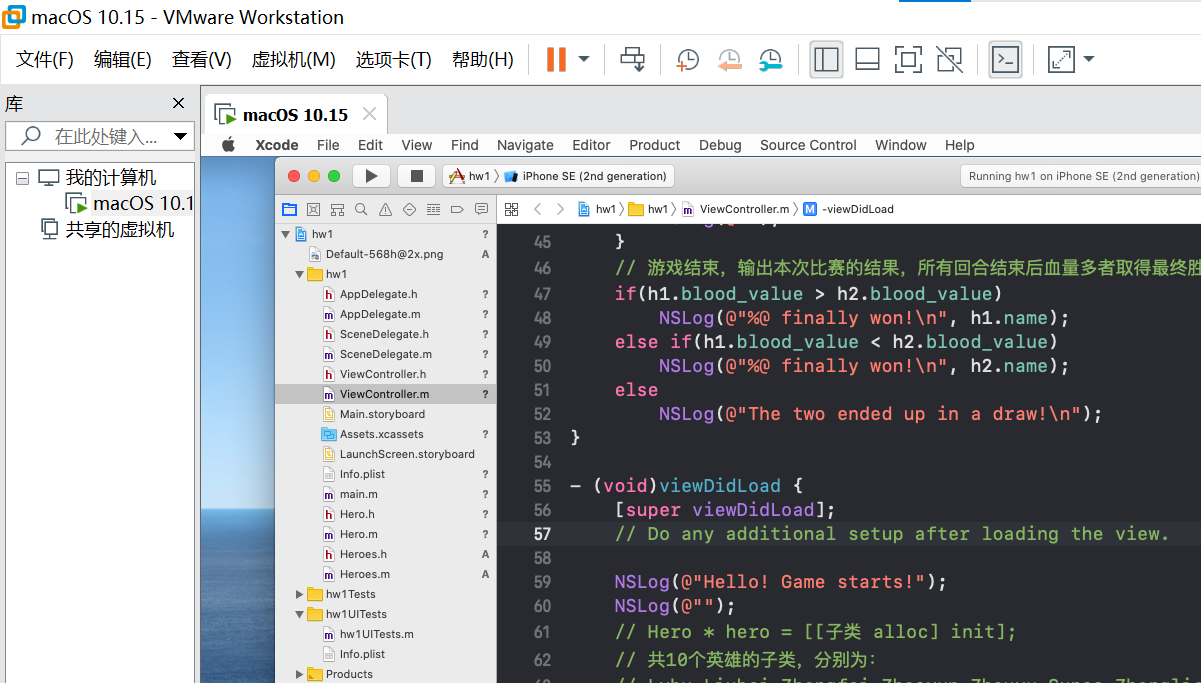 macOS 10.15 - VMware Workstation
文件(F) 编辑(E) 查看(V) 虚拟机(M) 选项卡(T) 帮助(H)
库
在此处键入...
我的计算机
macOS 10.1
共享的虚拟机
macOS 10.15
Xcode File Edit View Find Navigate Editor Product Debug Source Control Window Help
hw1 iPhone SE (2nd generation)
Running hw1 on iPhone SE (2nd generation)
hw1 hw1 ViewController.m M -viewDidLoad
hw1 ?
Default-568h@2x.png A
hw1
h AppDelegate.h ?
m AppDelegate.m ?
h SceneDelegate.h ?
m SceneDelegate.m ?
h ViewController.h ?
m ViewController.m ?
Main.storyboard
Assets.xcassets ?
LaunchScreen.storyboard
Info.plist ?
m main.m ?
h Hero.h ?
m Hero.m ?
h Heroes.h A
m Heroes.m A
hw1Tests
hw1UITests
m hw1UITests.m
Info.plist
Products
45 }
46 // 游戏结束，输出本次比赛的结果，所有回合结束后血量多者取得最终胜
47 if(h1.blood_value > h2.blood_value)
48 NSLog(@"%@ finally won!\n", h1.name);
49 else if(h1.blood_value < h2.blood_value)
50 NSLog(@"%@ finally won!\n", h2.name);
51 else
52 NSLog(@"The two ended up in a draw!\n");
53 }
54
55 - (void)viewDidLoad {
56 [super viewDidLoad];
57 // Do any additional setup after loading the view.
58
59 NSLog(@"Hello! Game starts!");
60 NSLog(@"");
61 // Hero * hero = [[子类 alloc] init];
62 // 共10个英雄的子类，分别为：